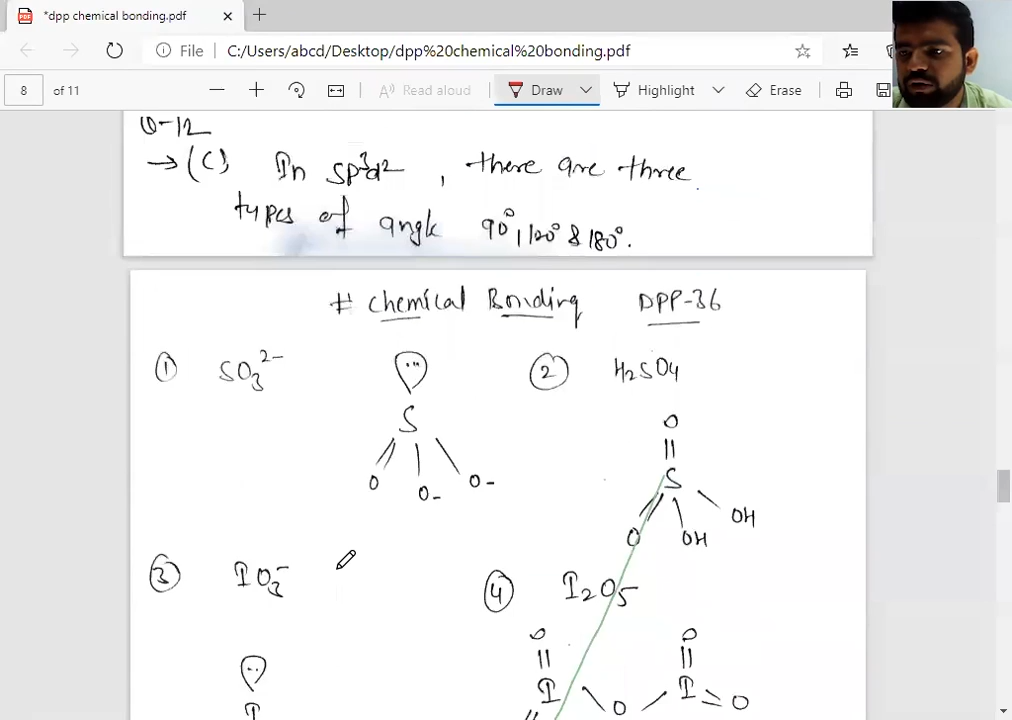 *dpp chemical bonding.pdf
File C:/Users/abcd/Desktop/dpp%20chemical%20bonding.pdf
8 of 11 Read aloud Draw Highlight Erase
Q-12
→ (C) In sp³d², there are three
types of angle 90°, 120° & 180°.
# Chemical Bonding DPP-36
① SO₃²⁻ ② H₂SO₄
O
S S
O O- O- O OH OH
③ IO₃⁻ ④ I₂O₅
O O
I I I O
O